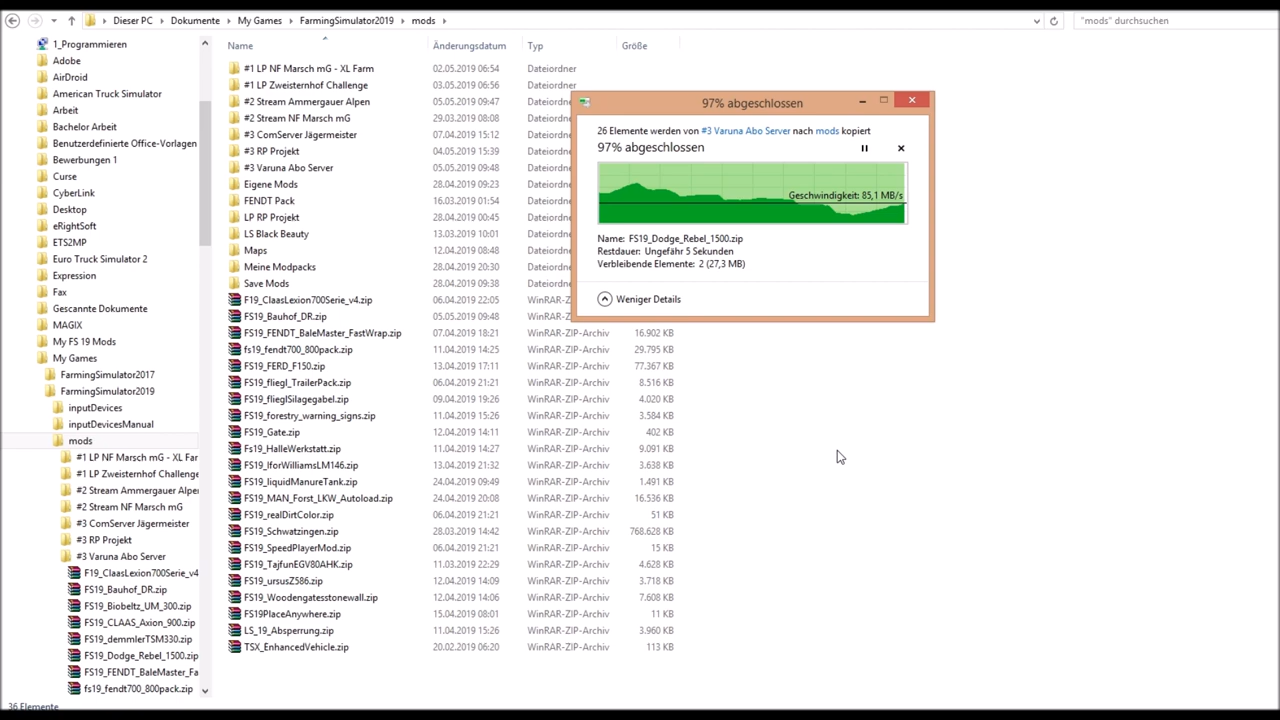 Dieser PC Dokumente My Games FarmingSimulator2019 mods
"mods" durchsuchen
1_Programmieren
Adobe
AirDroid
American Truck Simulator
Arbeit
Bachelor Arbeit
Benutzerdefinierte Office-Vorlagen
Bewerbungen 1
Curse
CyberLink
Desktop
eRightSoft
ETS2MP
Euro Truck Simulator 2
Expression
Fax
Gescannte Dokumente
MAGIX
My FS 19 Mods
My Games
FarmingSimulator2017
FarmingSimulator2019
inputDevices
inputDevicesManual
mods
#1 LP NF Marsch mG - XL Far
#1 LP Zweisternhof Challenge
#2 Stream Ammergauer Alpen
#2 Stream NF Marsch mG
#3 ComServer Jägermeister
#3 RP Projekt
#3 Varuna Abo Server
F19_ClaasLexion700Serie_v4
FS19_Bauhof_DR.zip
FS19_Biobeltz_UM_300.zip
FS19_CLAAS_Axion_900.zip
FS19_demmlerTSM330.zip
FS19_Dodge_Rebel_1500.zip
FS19_FENDT_BaleMaster_Fa
fs19_fendt700_800pack.zip
36 Elemente
Name Änderungsdatum Typ Größe
#1 LP NF Marsch mG - XL Farm 02.05.2019 06:54 Dateiordner
#1 LP Zweisternhof Challenge 03.05.2019 06:56 Dateiordner
#2 Stream Ammergauer Alpen 05.05.2019 09:47 Dateiordne
#2 Stream NF Marsch mG 29.03.2019 08:08 Dateiordne
#3 ComServer Jägermeister 07.04.2019 15:12 Dateiordne
#3 RP Projekt 04.05.2019 15:39 Dateiordne
#3 Varuna Abo Server 05.05.2019 09:48 Dateiordne
Eigene Mods 28.04.2019 09:23 Dateiordne
FENDT Pack 16.03.2019 01:54 Dateiordne
LP RP Projekt 28.04.2019 00:45 Dateiordne
LS Black Beauty 13.03.2019 10:01 Dateiordne
Maps 12.04.2019 08:48 Dateiordne
Meine Modpacks 28.04.2019 20:30 Dateiordne
Save Mods 28.04.2019 09:38 Dateiordne
F19_ClaasLexion700Serie_v4.zip 06.04.2019 22:05 WinRAR-Z
FS19_Bauhof_DR.zip 05.05.2019 09:48 WinRAR-Z
FS19_FENDT_BaleMaster_FastWrap.zip 07.04.2019 18:21 WinRAR-ZIP-Archiv 16.902 KB
fs19_fendt700_800pack.zip 11.04.2019 14:25 WinRAR-ZIP-Archiv 29.795 KB
FS19_FERD_F150.zip 13.04.2019 17:11 WinRAR-ZIP-Archiv 77.367 KB
FS19_fliegl_TrailerPack.zip 06.04.2019 21:21 WinRAR-ZIP-Archiv 8.516 KB
FS19_flieglSilagegabel.zip 09.04.2019 19:26 WinRAR-ZIP-Archiv 4.020 KB
FS19_forestry_warning_signs.zip 11.04.2019 15:26 WinRAR-ZIP-Archiv 3.584 KB
FS19_Gate.zip 12.04.2019 14:11 WinRAR-ZIP-Archiv 402 KB
Fs19_HalleWerkstatt.zip 11.04.2019 14:27 WinRAR-ZIP-Archiv 9.091 KB
FS19_IforWilliamsLM146.zip 13.04.2019 21:32 WinRAR-ZIP-Archiv 3.638 KB
FS19_liquidManureTank.zip 24.04.2019 09:49 WinRAR-ZIP-Archiv 1.491 KB
FS19_MAN_Forst_LKW_Autoload.zip 24.04.2019 20:08 WinRAR-ZIP-Archiv 16.536 KB
FS19_realDirtColor.zip 06.04.2019 21:21 WinRAR-ZIP-Archiv 51 KB
FS19_Schwatzingen.zip 28.03.2019 14:42 WinRAR-ZIP-Archiv 768.628 KB
FS19_SpeedPlayerMod.zip 06.04.2019 21:21 WinRAR-ZIP-Archiv 15 KB
FS19_TajfunEGV80AHK.zip 11.03.2019 22:29 WinRAR-ZIP-Archiv 4.628 KB
FS19_ursusZ586.zip 12.04.2019 14:09 WinRAR-ZIP-Archiv 3.718 KB
FS19_Woodengatesstonewall.zip 12.04.2019 14:06 WinRAR-ZIP-Archiv 7.608 KB
FS19PlaceAnywhere.zip 15.04.2019 08:01 WinRAR-ZIP-Archiv 11 KB
LS_19_Absperrung.zip 11.04.2019 15:26 WinRAR-ZIP-Archiv 3.960 KB
TSX_EnhancedVehicle.zip 20.02.2019 06:20 WinRAR-ZIP-Archiv 113 KB
97% abgeschlossen
26 Elemente werden von #3 Varuna Abo Server nach mods kopiert
97% abgeschlossen
Geschwindigkeit: 85,1 MB/s
Name: FS19_Dodge_Rebel_1500.zip
Restdauer: Ungefähr 5 Sekunden
Verbleibende Elemente: 2 (27,3 MB)
Weniger Details